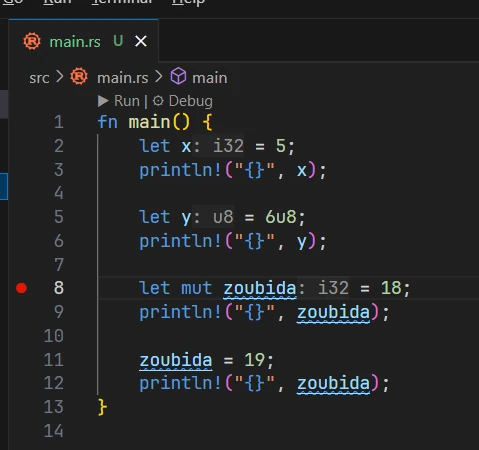 Go Run Terminal Help
main.rs U
src > main.rs > main
Run | Debug
1 fn main() {
2 let x: i32 = 5;
3 println!("{}", x);
4
5 let y: u8 = 6u8;
6 println!("{}", y);
7
8 let mut zoubida: i32 = 18;
9 println!("{}", zoubida);
10
11 zoubida = 19;
12 println!("{}", zoubida);
13 }
14